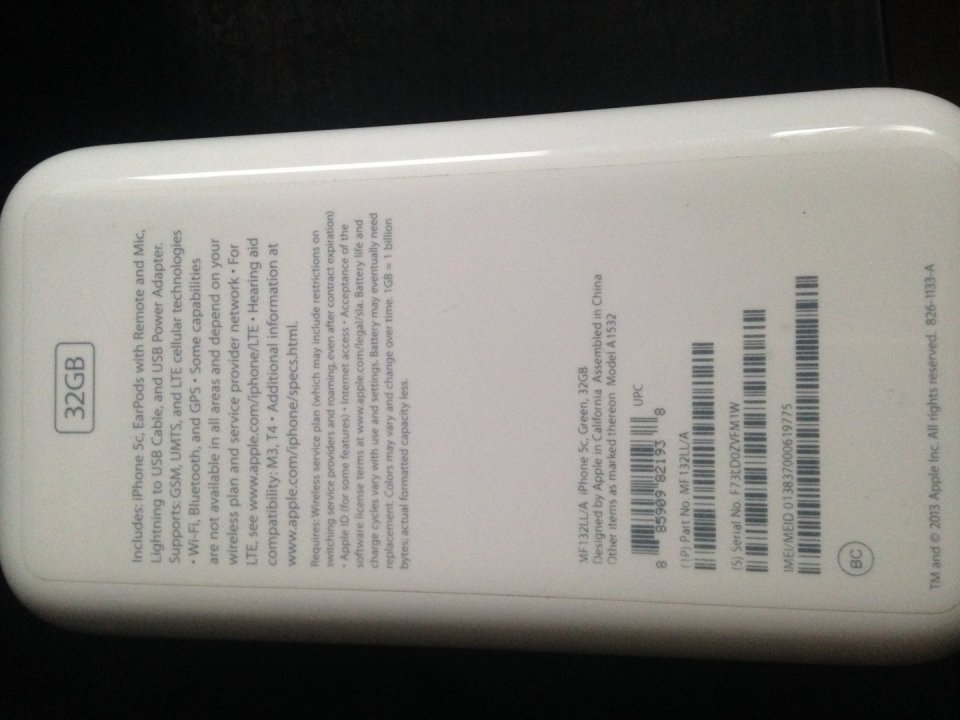 32GB
Includes: iPhone 5c, EarPods with Remote and Mic,
Lightning to USB Cable, and USB Power Adapter.
Supports: GSM, UMTS, and LTE cellular technologies
• Wi-Fi, Bluetooth, and GPS • Some capabilities
are not available in all areas and depend on your
wireless plan and service provider network • For
LTE, see www.apple.com/iphone/LTE • Hearing aid
compatibility: M3, T4 • Additional information at
www.apple.com/iphone/specs.html.
Requires: Wireless service plan (which may include restrictions on
switching service providers and roaming, even after contract expiration)
• Apple ID (for some features) • Internet access • Acceptance of the
software license terms at www.apple.com/legal/sla. Battery life and
charge cycles vary with use and settings. Battery may eventually need
replacement. Colors may vary and change over time. 1GB = 1 billion
bytes; actual formatted capacity less.
MF132LL/A iPhone 5c, Green, 32GB
Designed by Apple in California Assembled in China
Other items as marked thereon Model A1532
UPC
8 85909 82193 8
(1P) Part No. MF132LL/A
(S) Serial No. F73LD0ZVFM1W
IMEI/MEID 013837000619775
BC
TM and © 2013 Apple Inc. All rights reserved. 826-1133-A